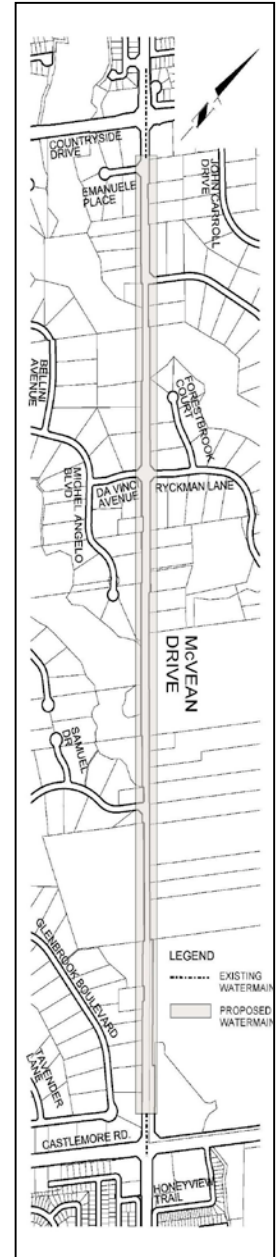 COUNTRYSIDE
DRIVE
JOHN CARROLL
DRIVE
EMANUELE
PLACE
FORESTBROOK
COURT
BELLINI
AVENUE
MICHEL ANGELO
BLVD
DA VINCI
AVENUE
RYCKMAN LANE
McVEAN
DRIVE
SAMUEL
DR
GLENBROOK BOULEVARD
TAVENDER
LANE
LEGEND
EXISTING
WATERMAIN
PROPOSED
WATERMAIN
CASTLEMORE RD.
HONEYVIEW
TRAIL